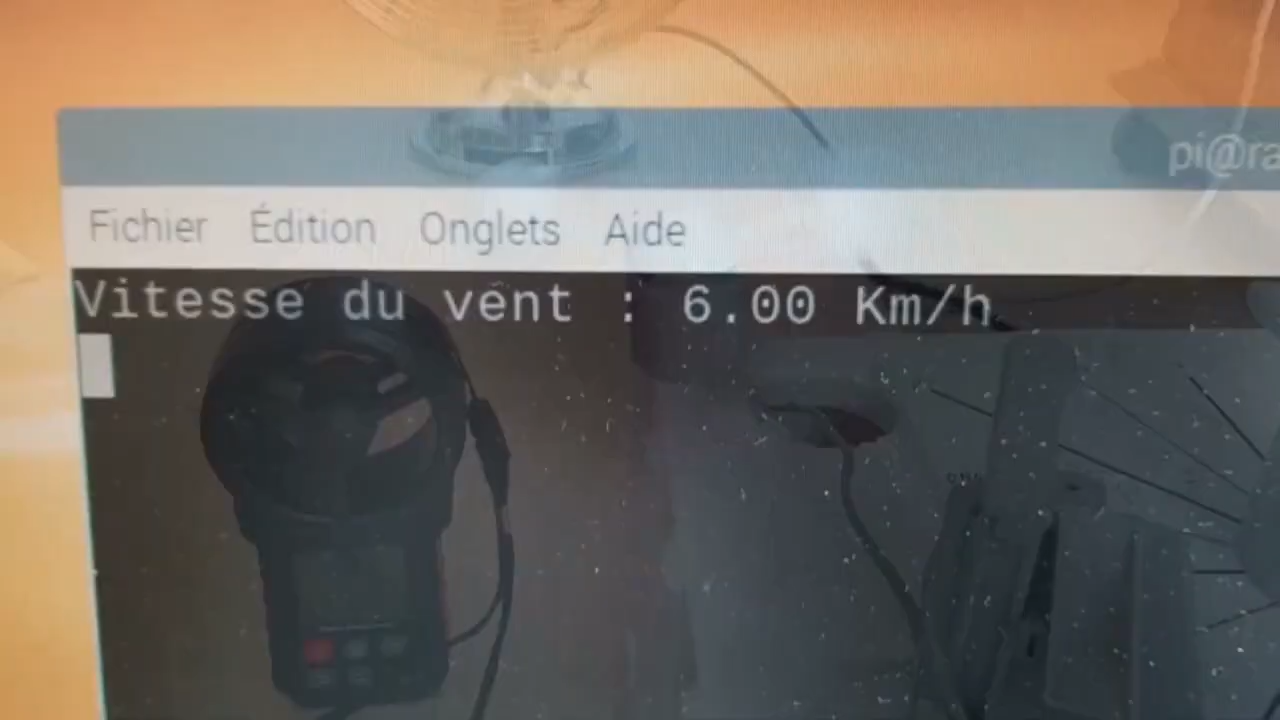 pi@ra
Fichier Édition Onglets Aide
Vitesse du vent : 6.00 Km/h